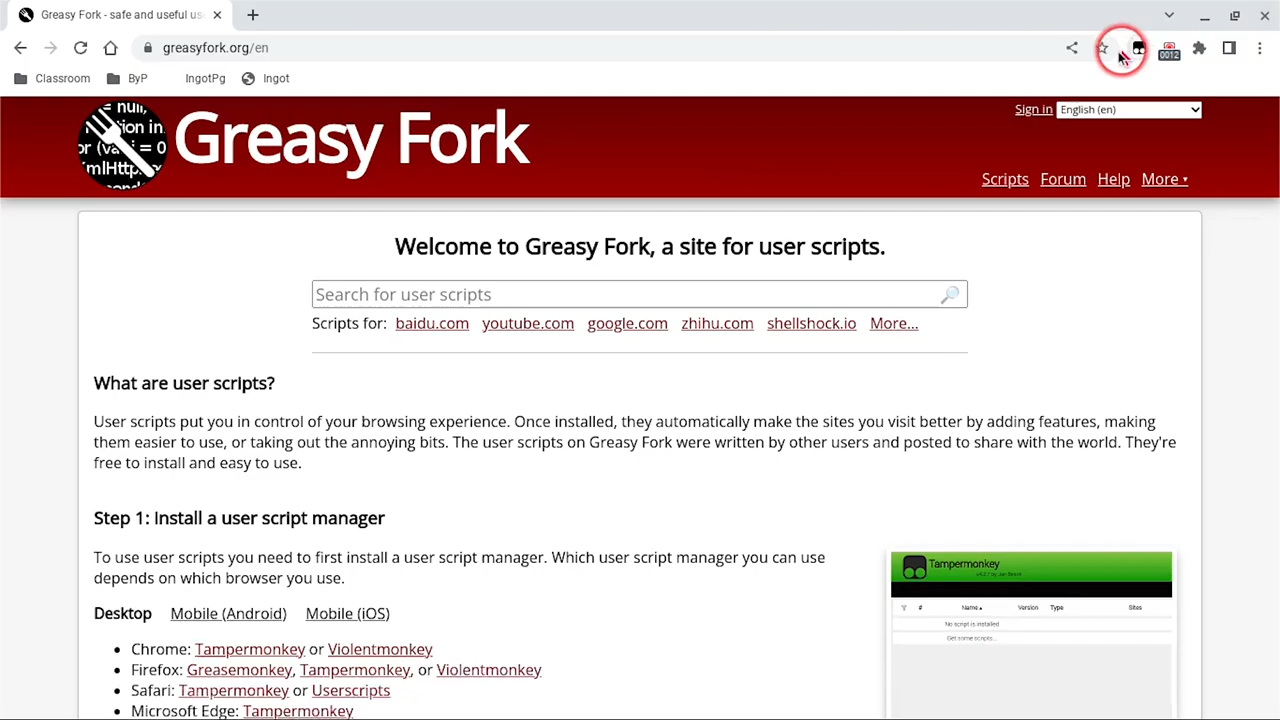 Greasy Fork - safe and useful us
greasyfork.org/en
0012
Classroom
ByP
IngotPg
Ingot
= null,
tion in
or (va i = 0
mlHttp
Greasy Fork
Sign in
English (en)
Scripts
Forum
Help
More
Welcome to Greasy Fork, a site for user scripts.
Search for user scripts
Scripts for: baidu.com youtube.com google.com zhihu.com shellshock.io More...
What are user scripts?
User scripts put you in control of your browsing experience. Once installed, they automatically make the sites you visit better by adding features, making
them easier to use, or taking out the annoying bits. The user scripts on Greasy Fork were written by other users and posted to share with the world. They're
free to install and easy to use.
Step 1: Install a user script manager
To use user scripts you need to first install a user script manager. Which user script manager you can use
depends on which browser you use.
Desktop Mobile (Android) Mobile (iOS)
Chrome: Tampermonkey or Violentmonkey
Firefox: Greasemonkey, Tampermonkey, or Violentmonkey
Safari: Tampermonkey or Userscripts
Microsoft Edge: Tampermonkey
Tampermonkey
# Name Version Type Sites
No script is installed
Get some scripts...